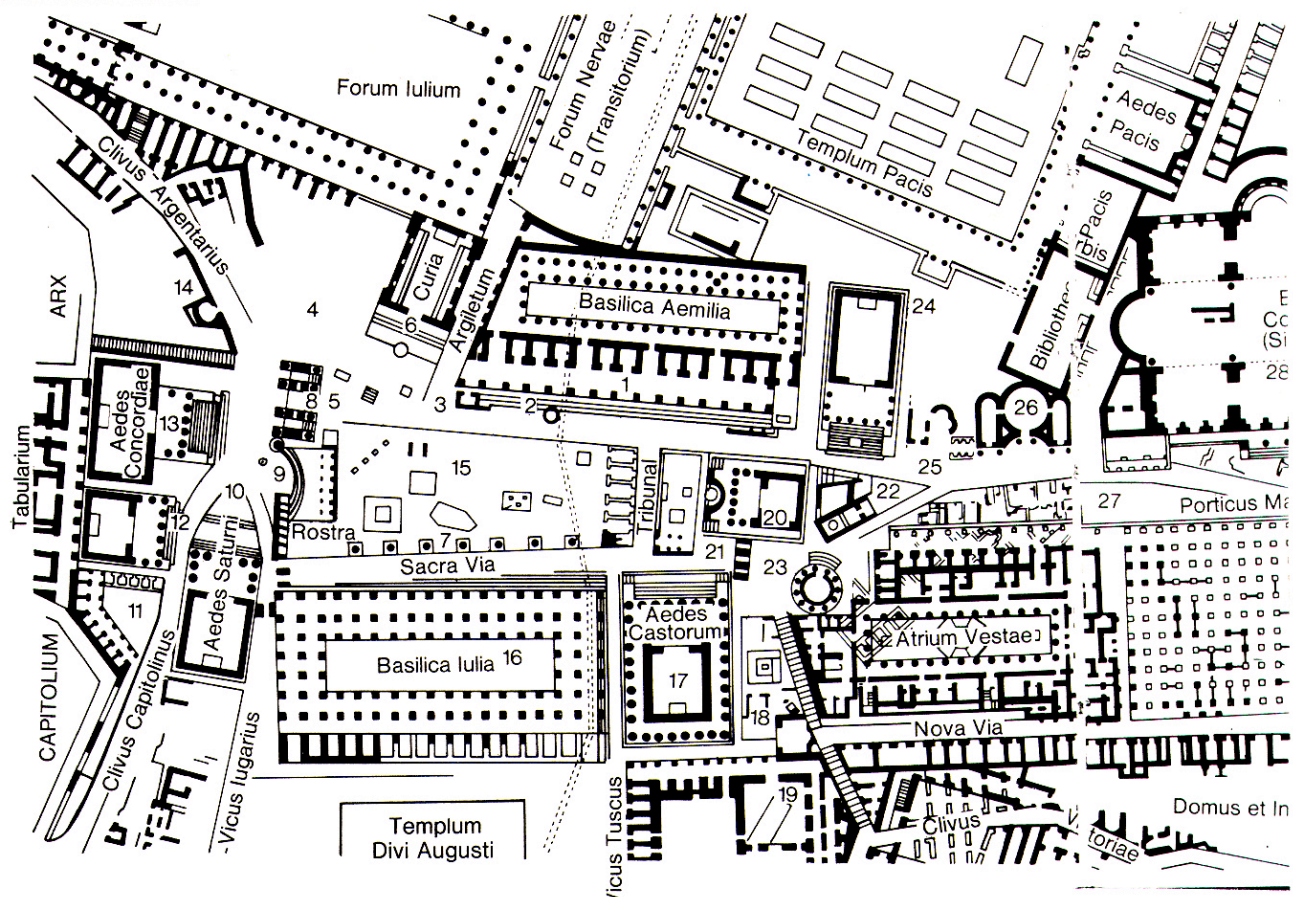 Forum Iulium
Forum Nervae
(Transitorium)
Templum Pacis
Aedes
Pacis
Pacis
Clivus Argentarius
ARX
14
4
Curia
6
Argiletum
Basilica Aemilia
24
Tabularium
Aedes
Concordiae
13
8
5
3
2
1
26
28
25
9
10
15
Tribunal
20
22
27
Porticus
12
Rostra
7
Sacra Via
21
23
11
Aedes Saturni
Basilica Iulia
16
Aedes
Castorum
17
18
Atrium Vestae
Nova Via
CAPITOLIUM
Clivus Capitolinus
Vicus Iugarius
Templum
Divi Augusti
Vicus Tuscus
19
Clivus
toriae
Domus et